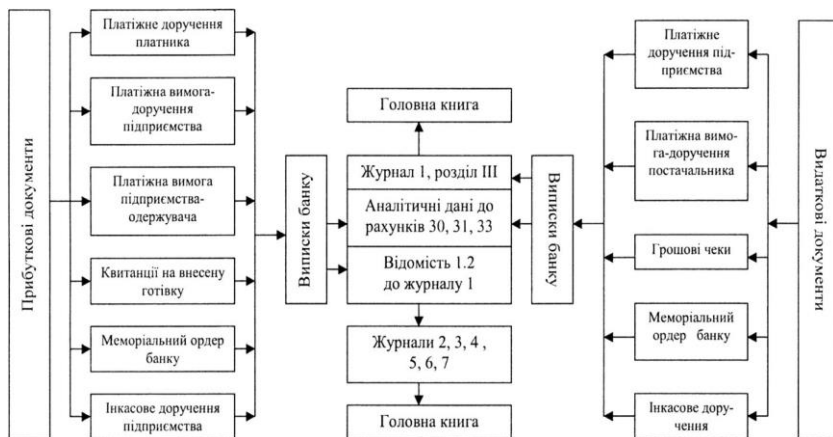 Прибуткові документи
Платіжне доручення
платника
Платіжна вимога-
доручення
підприємства
Платіжна вимога
підприємства-
одержувача
Квитанції на внесену
готівку
Меморіальний ордер
банку
Інкасове доручення
підприємства
Виписки банку
Головна книга
Журнал 1, розділ III
Аналітичні дані до
рахунків 30, 31, 33
Відомість 1.2
до журналу 1
Журнали 2, 3, 4 ,
5, 6, 7
Головна книга
Виписки банку
Платіжне
доручення під-
приємства
Платіжна вимо-
га-доручення
постачальника
Грошові чеки
Меморіальний
ордер банку
Інкасове дору-
чення
Видаткові документи